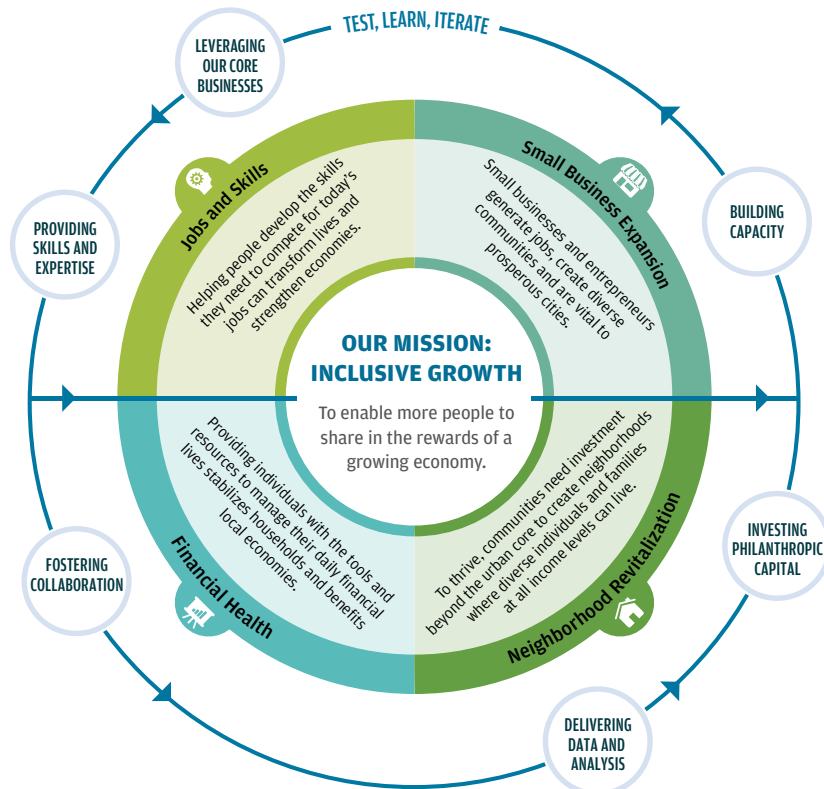 TEST, LEARN, ITERATE
LEVERAGING
OUR CORE
BUSINESSES
PROVIDING
SKILLS AND
EXPERTISE
BUILDING
CAPACITY
Jobs and Skills
Helping people develop the skills
they need to compete for today's
jobs can transform lives and
strengthen economies.
Small Business Expansion
Small businesses and entrepreneurs
generate jobs, create diverse
communities and are vital to
prosperous cities.
OUR MISSION:
INCLUSIVE GROWTH
To enable more people to
share in the rewards of a
growing economy.
Financial Health
Providing individuals with the tools and
resources to manage their daily financial
lives stabilizes households and benefits
local economies.
Neighborhood Revitalization
To thrive, communities need investment
beyond the urban core to create neighborhoods
where diverse individuals and families
at all income levels can live.
FOSTERING
COLLABORATION
INVESTING
PHILANTHROPIC
CAPITAL
DELIVERING
DATA AND
ANALYSIS